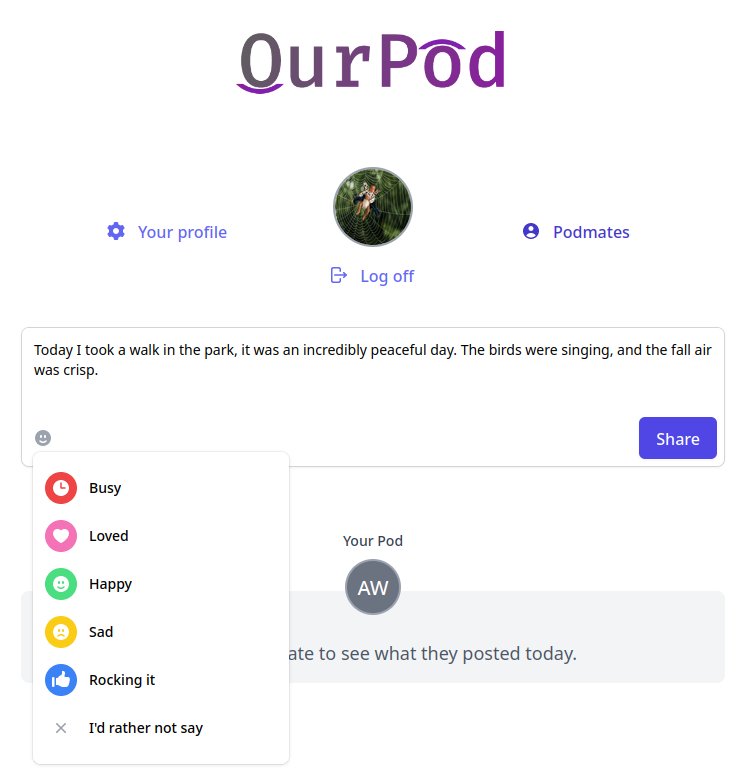 OurPod
Your profile
Podmates
Log off
Today I took a walk in the park, it was an incredibly peaceful day. The birds were singing, and the fall air
was crisp.
Share
Busy
Loved
Happy
Sad
Rocking it
I'd rather not say
Your Pod
AW
to see what they posted today.